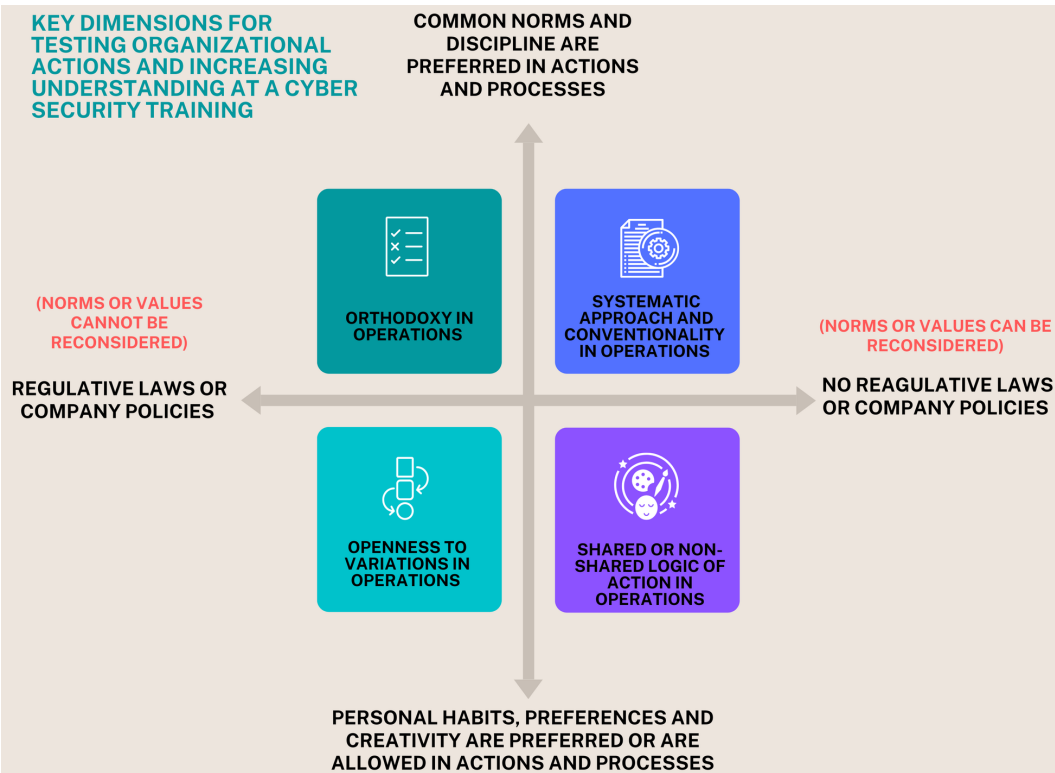 KEY DIMENSIONS FOR
TESTING ORGANIZATIONAL
ACTIONS AND INCREASING
UNDERSTANDING AT A CYBER
SECURITY TRAINING
COMMON NORMS AND
DISCIPLINE ARE
PREFERRED IN ACTIONS
AND PROCESSES
ORTHODOXY IN
OPERATIONS
SYSTEMATIC
APPROACH AND
CONVENTIONALITY
IN OPERATIONS
(NORMS OR VALUES
CANNOT BE
RECONSIDERED)
REGULATIVE LAWS OR
COMPANY POLICIES
(NORMS OR VALUES CAN BE
RECONSIDERED)
NO REAGULATIVE LAWS
OR COMPANY POLICIES
OPENNESS TO
VARIATIONS IN
OPERATIONS
SHARED OR NON-
SHARED LOGIC OF
ACTION IN
OPERATIONS
PERSONAL HABITS, PREFERENCES AND
CREATIVITY ARE PREFERRED OR ARE
ALLOWED IN ACTIONS AND PROCESSES